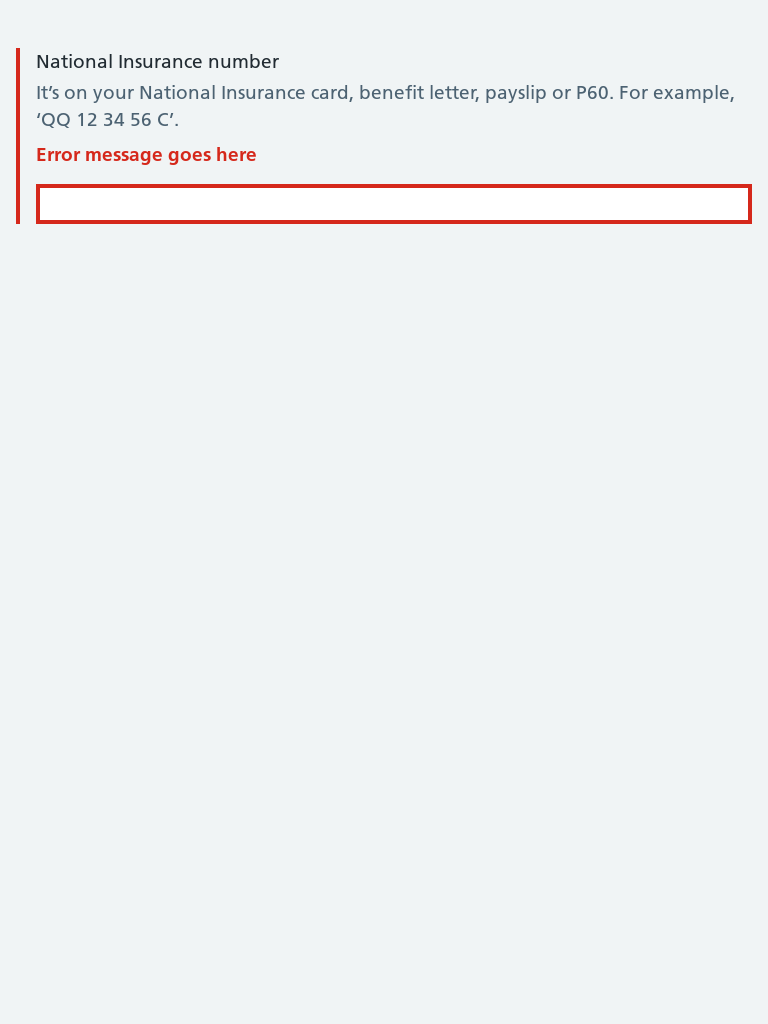 National Insurance number
It’s on your National Insurance card, benefit letter, payslip or P60. For example,
‘QQ 12 34 56 C’.
Error message goes here